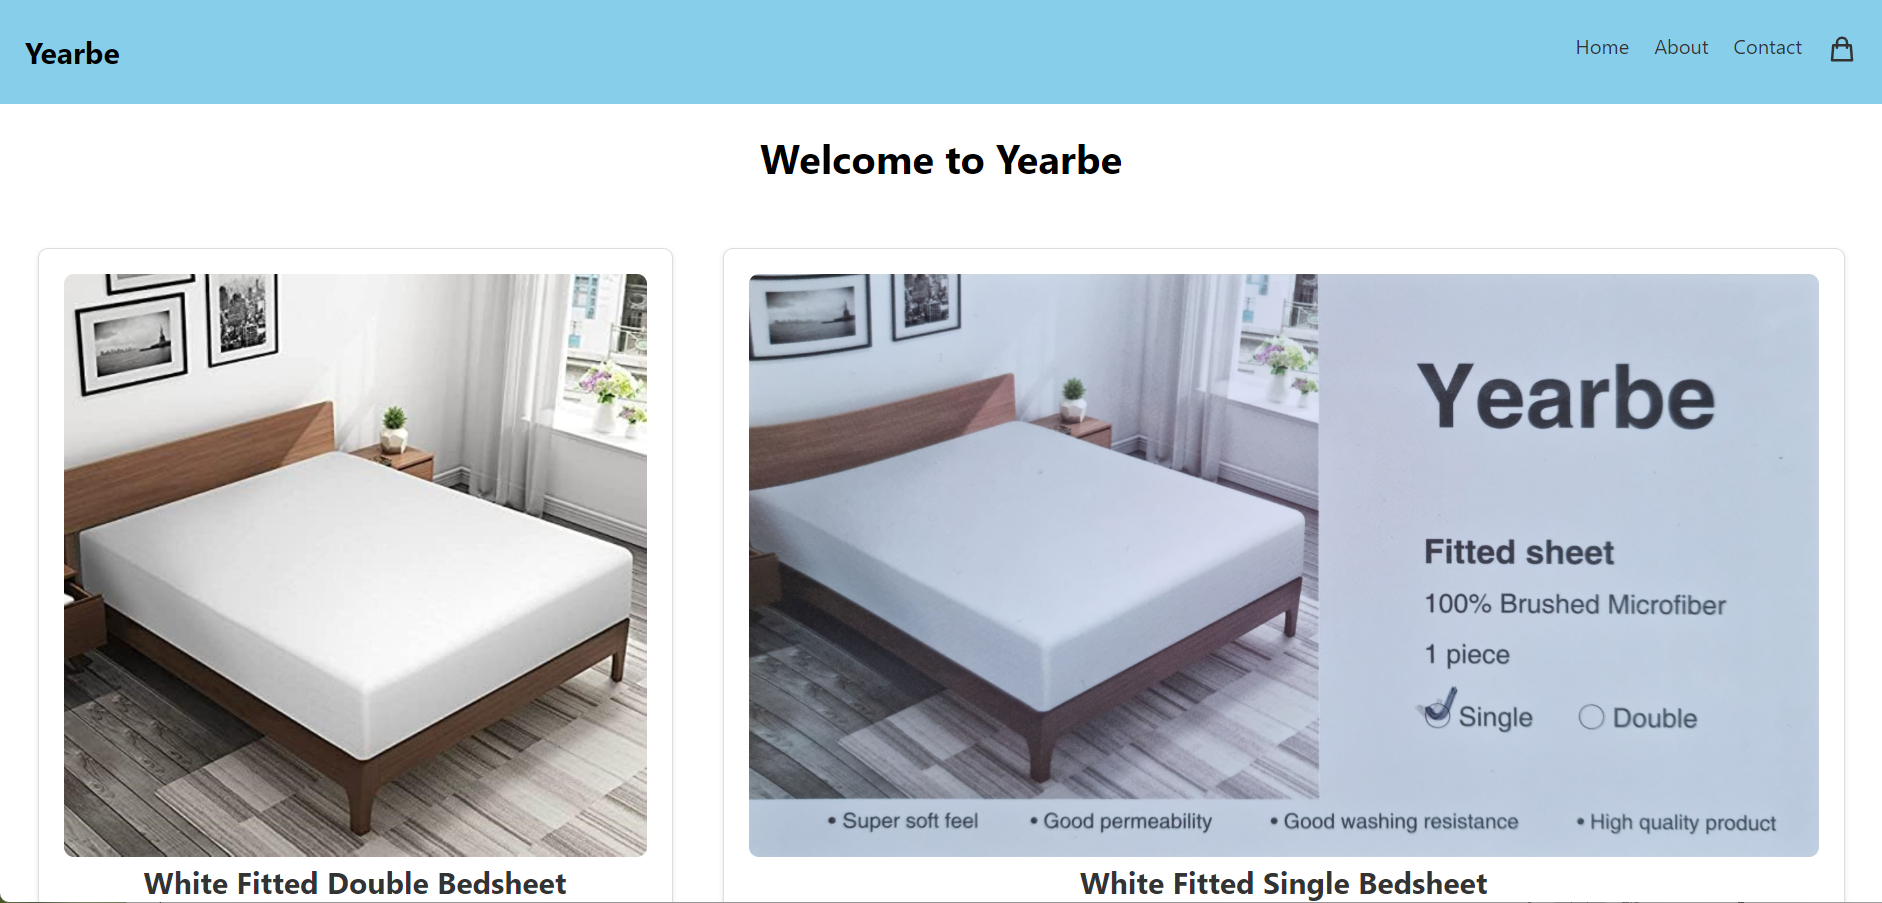 Yearbe
Home About Contact
Welcome to Yearbe
Yearbe
Fitted sheet
100% Brushed Microfiber
1 piece
Single Double
• Super soft feel • Good permeability • Good washing resistance • High quality product
White Fitted Double Bedsheet
White Fitted Single Bedsheet